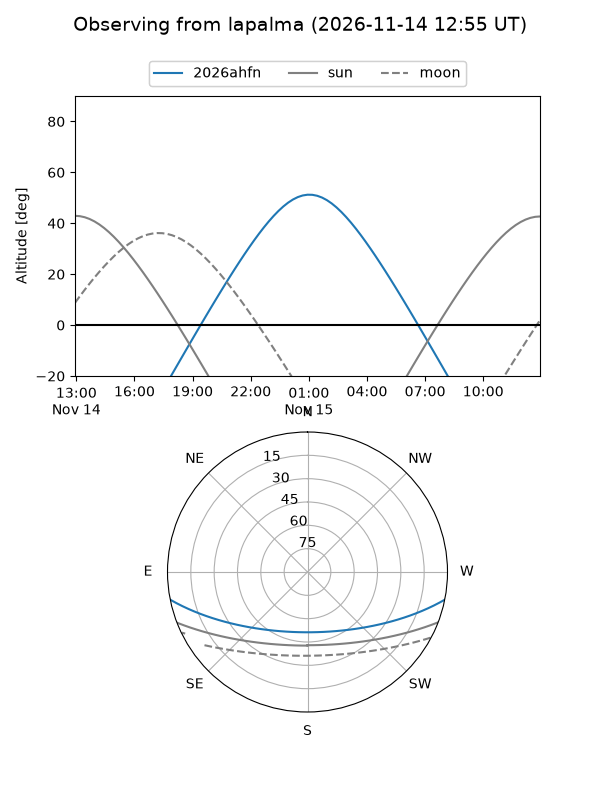 Observing from lapalma (2026-11-14 12:55 UT)
2026ahfn sun moon
Altitude [deg]
80
60
40
20
0
−20
13:00 16:00 19:00 22:00 01:00 04:00 07:00 10:00
Nov 14 Nov 15
N
NE NW
15
30
45
60
75
E W
SE SW
S